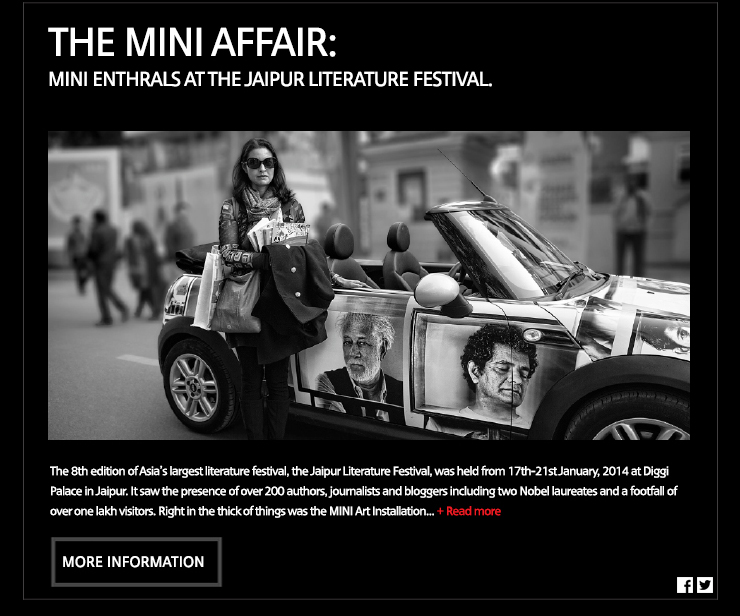 THE MINI AFFAIR:
MINI ENTHRALS AT THE JAIPUR LITERATURE FESTIVAL.
The 8th edition of Asia's largest literature festival, the Jaipur Literature Festival, was held from 17th-21st January, 2014 at Diggi
Palace in Jaipur. It saw the presence of over 200 authors, journalists and bloggers including two Nobel laureates and a footfall of
over one lakh visitors. Right in the thick of things was the MINI Art Installation... + Read more
MORE INFORMATION